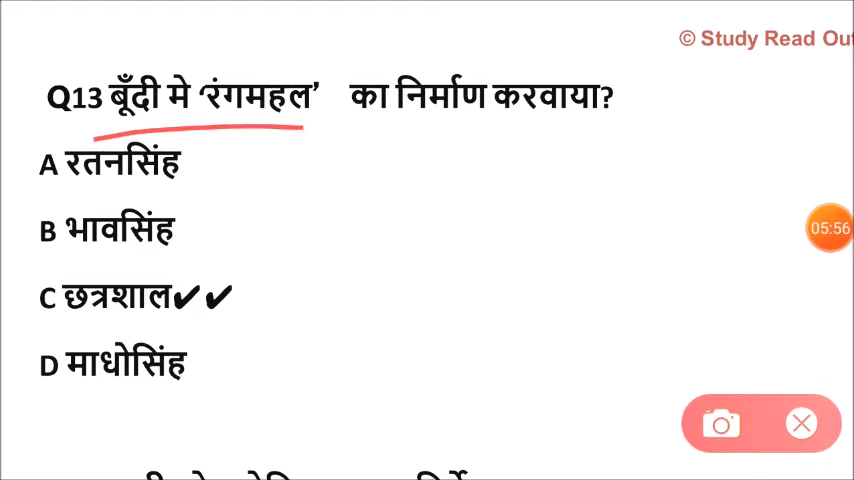 © Study Read Out
Q13 बूँदी मे ‘रंगमहल’ का निर्माण करवाया?
A रतनसिंह
B भावसिंह
05:56
C छत्रशाल✔✔
D माधोसिंह